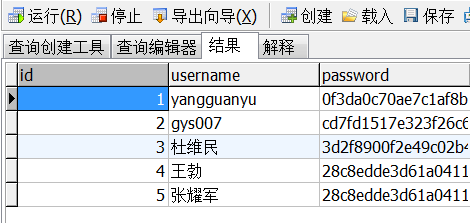 运行(R) 停止 导出向导(X) 创建 载入 保存
查询创建工具 查询编辑器 结果 解释
id username password
1 yangguanyu 0f3da0c70ae7c1af8b
2 gys007 cd7fd1517e323f26c6
3 杜维民 3d2f8900f2e49c02b4
4 王勃 28c8edde3d61a0411
5 张耀军 28c8edde3d61a0411